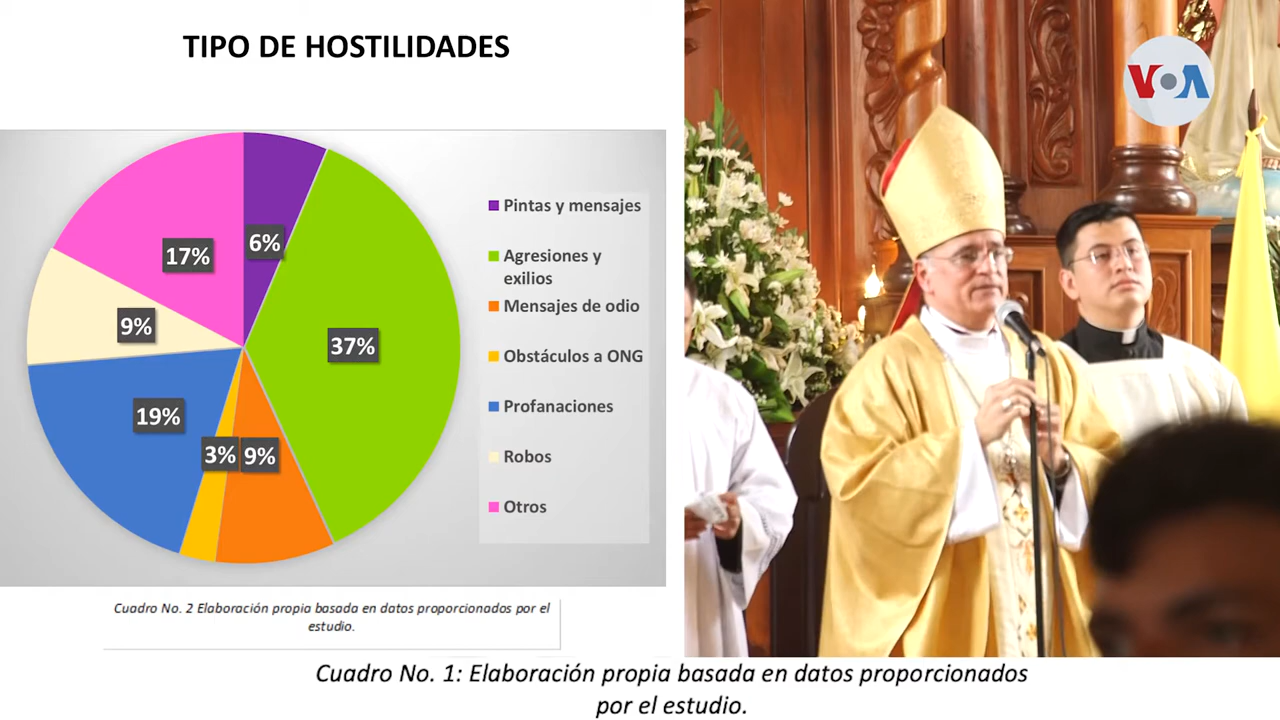 TIPO DE HOSTILIDADES
6%
37%
9%
3%
19%
9%
17%
Pintas y mensajes
Agresiones y
exilios
Mensajes de odio
Obstáculos a ONG
Profanaciones
Robos
Otros
Cuadro No. 2 Elaboración propia basada en datos proporcionados por el
estudio.
VOA
Cuadro No. 1: Elaboración propia basada en datos proporcionados
por el estudio.